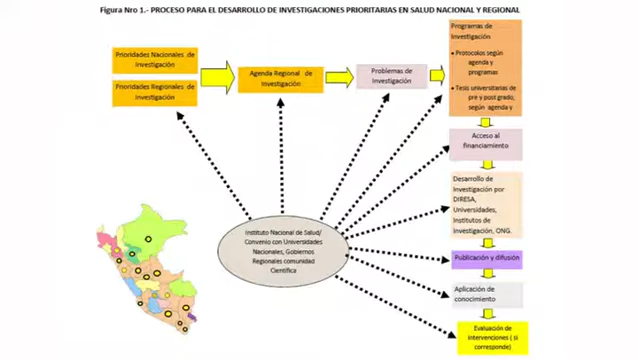 Figura Nro 1.- PROCESO PARA EL DESARROLLO DE INVESTIGACIONES PRIORITARIAS EN SALUD NACIONAL Y REGIONAL
Prioridades Nacionales de
Investigación
Prioridades Regionales de
Investigación
Agenda Regional de
Investigación
Problemas de
Investigación
Programas de
Investigación
• Protocolos según
agenda y
programas
• Tesis universitarias de
pre y post grado,
según agenda y
Acceso al
financiamiento
Desarrollo de
Investigación por
DIRESA,
Universidades,
Institutos de
Investigación, ONG.
Publicación y difusión
Aplicación de
conocimiento
Evaluación de
intervenciones ( si
corresponde)
Instituto Nacional de Salud/
Convenio con Universidades
Nacionales, Gobiernos
Regionales comunidad
Científica